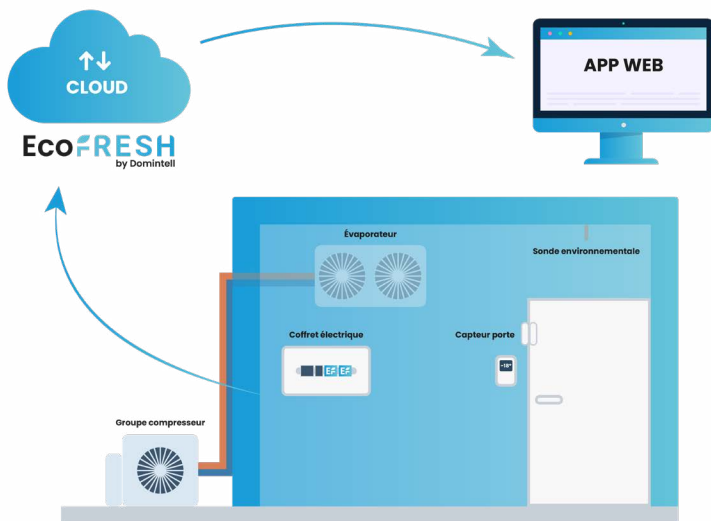 CLOUD
EcoFRESH
by Domintell
APP WEB
Évaporateur
Sonde environnementale
Coffret électrique
Capteur porte
EF EF
-18°
Groupe compresseur